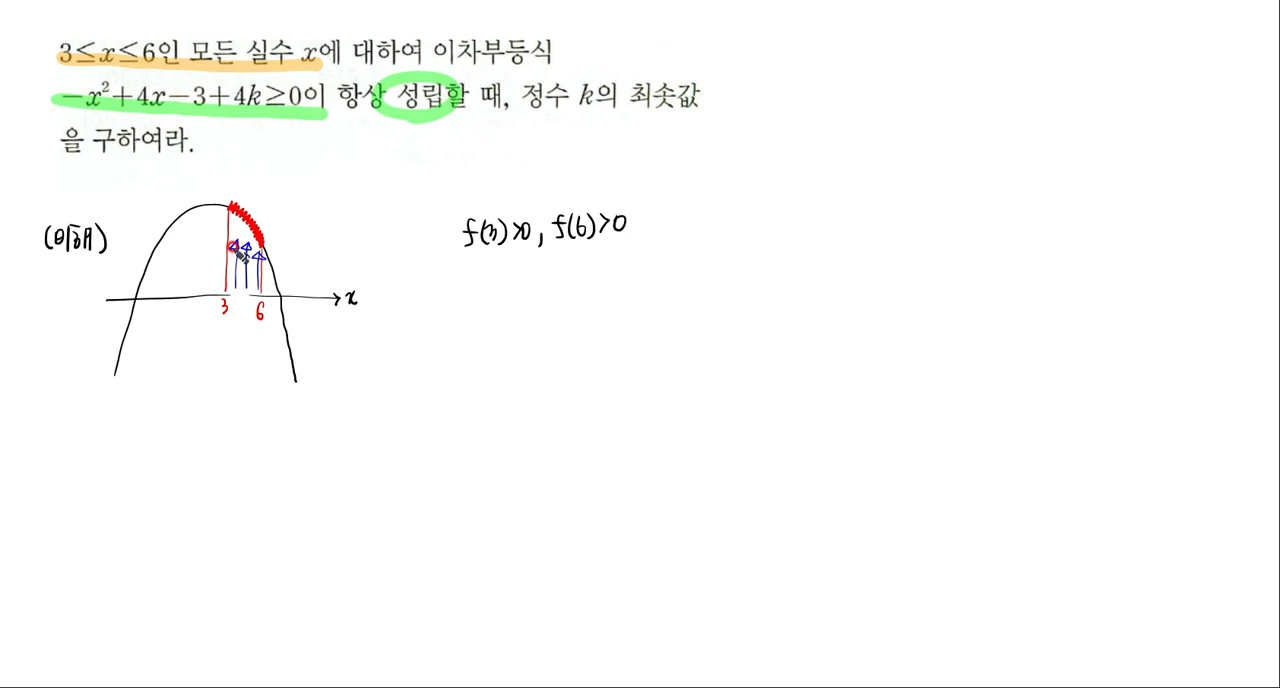 3≤x≤6인 모든 실수 x에 대하여 이차부등식
−x²+4x−3+4k≥0이 항상 성립할 때, 정수 k의 최솟값
을 구하여라.
f(3)>0, f(6)>0
x
3 6